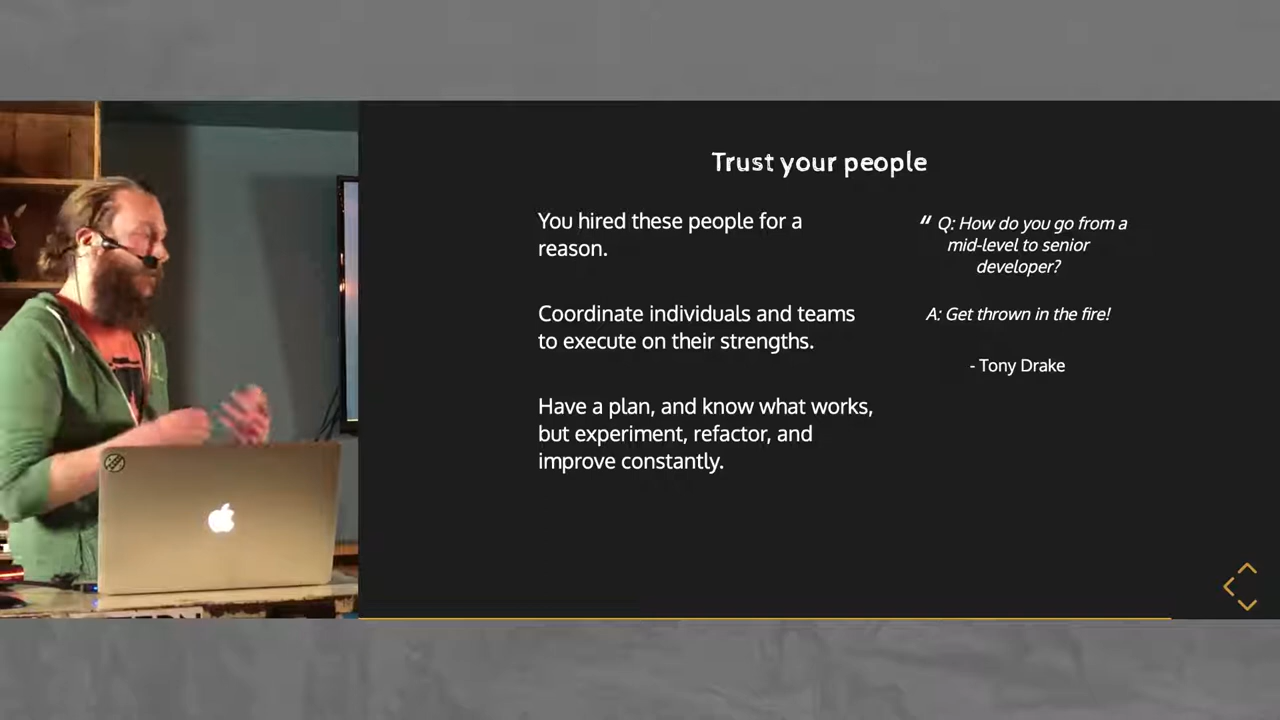 Trust your people
You hired these people for a
reason.
Coordinate individuals and teams
to execute on their strengths.
Have a plan, and know what works,
but experiment, refactor, and
improve constantly.
“ Q: How do you go from a
mid-level to senior
developer?
A: Get thrown in the fire!
- Tony Drake